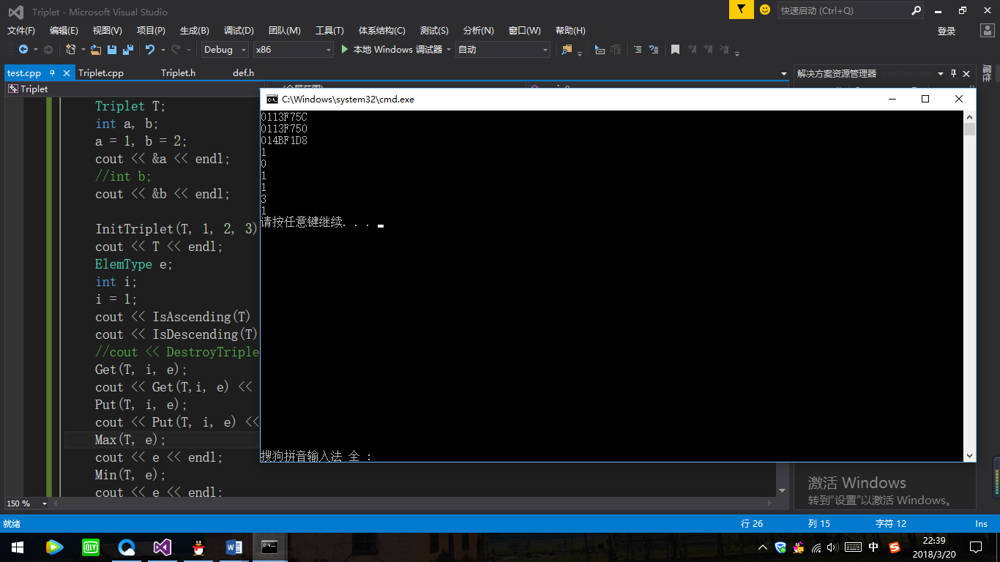 Triplet - Microsoft Visual Studio
快速启动 (Ctrl+Q)
文件(F) 编辑(E) 视图(V) 项目(P) 生成(B) 调试(D) 团队(M) 工具(T) 体系结构(C) 测试(S) 分析(N) 窗口(W) 帮助(H)
登录
Debug x86 本地 Windows 调试器 自动
test.cpp Triplet.cpp Triplet.h def.h
解决方案资源管理器
属性
Triplet
Triplet T;
int a, b;
a = 1, b = 2;
cout << &a << endl;
//int b;
cout << &b << endl;
InitTriplet(T, 1, 2, 3)
cout << T << endl;
ElemType e;
int i;
i = 1;
cout << IsAscending(T)
cout << IsDescending(T)
//cout << DestroyTriple
Get(T, i, e);
cout << Get(T,i, e) <<
Put(T, i, e);
cout << Put(T, i, e) <<
Max(T, e);
cout << e << endl;
Min(T, e);
cout << e << endl;
C:\Windows\system32\cmd.exe
0113F75C
0113F750
014BF1D8
1
0
1
1
3
1
请按任意键继续. . .
搜狗拼音输入法 全 :
激活 Windows
转到"设置"以激活 Windows。
150 %
就绪
行 26 列 15 字符 12 Ins
DIY
中
22:39
2018/3/20